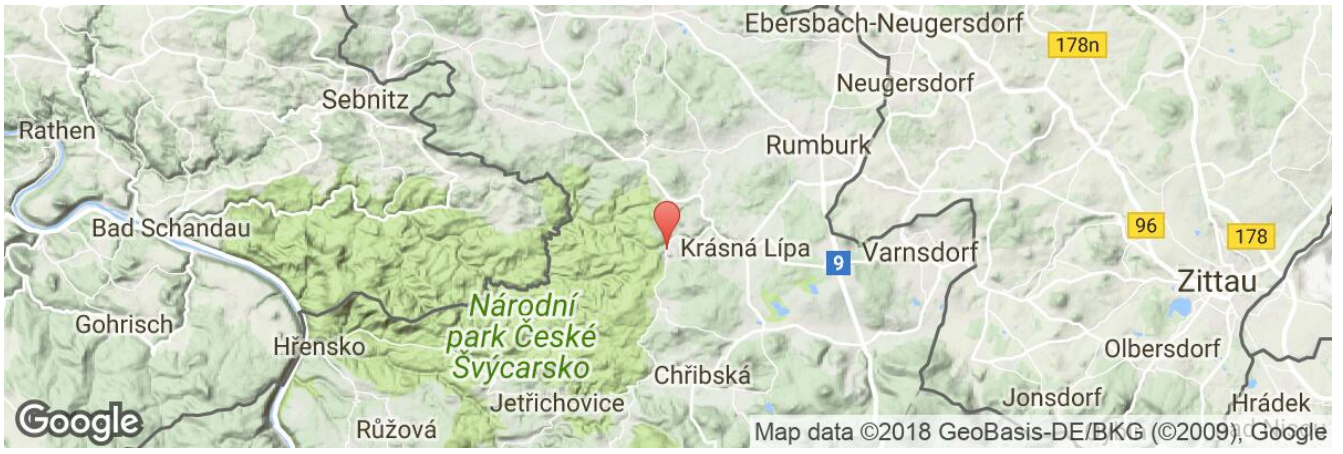 Ebersbach-Neugersdorf
178n
Neugersdorf
Sebnitz
Rathen
Rumburk
Bad Schandau
Krásná Lípa
9
Varnsdorf
96
178
Zittau
Národní
park České
Švýcarsko
Gohrisch
Hřensko
Olbersdorf
Chřibská
Jetřichovice
Jonsdorf
Hrádek
Růžová
Google
Map data ©2018 GeoBasis-DE/BKG (©2009), Google